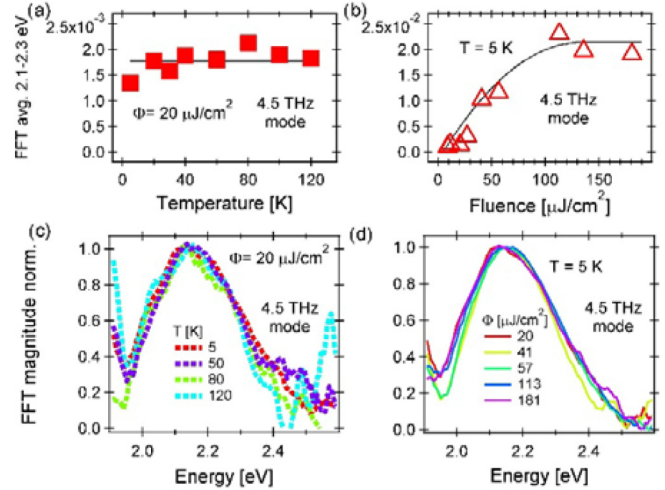 (a)
2.5x10⁻³
2.0
1.5
1.0
0.5
0.0
FFT avg. 2.1-2.3 eV
Φ= 20 μJ/cm²
4.5 THz
mode
0 40 80 120
Temperature [K]
(b)
2.5x10⁻³
2.0
1.5
1.0
0.5
0.0
T = 5 K
4.5 THz
mode
0 50 100 150
Fluence [μJ/cm²]
(c)
1.0
0.8
0.6
0.4
0.2
0.0
FFT magnitude norm.
Φ= 20 μJ/cm²
4.5 THz
mode
T [K]
5
50
80
120
2.0 2.2 2.4
Energy [eV]
(d)
1.0
0.8
0.6
0.4
0.2
0.0
T = 5 K
4.5 THz
mode
Φ [μJ/cm²]
20
41
57
113
181
2.0 2.2 2.4
Energy [eV]